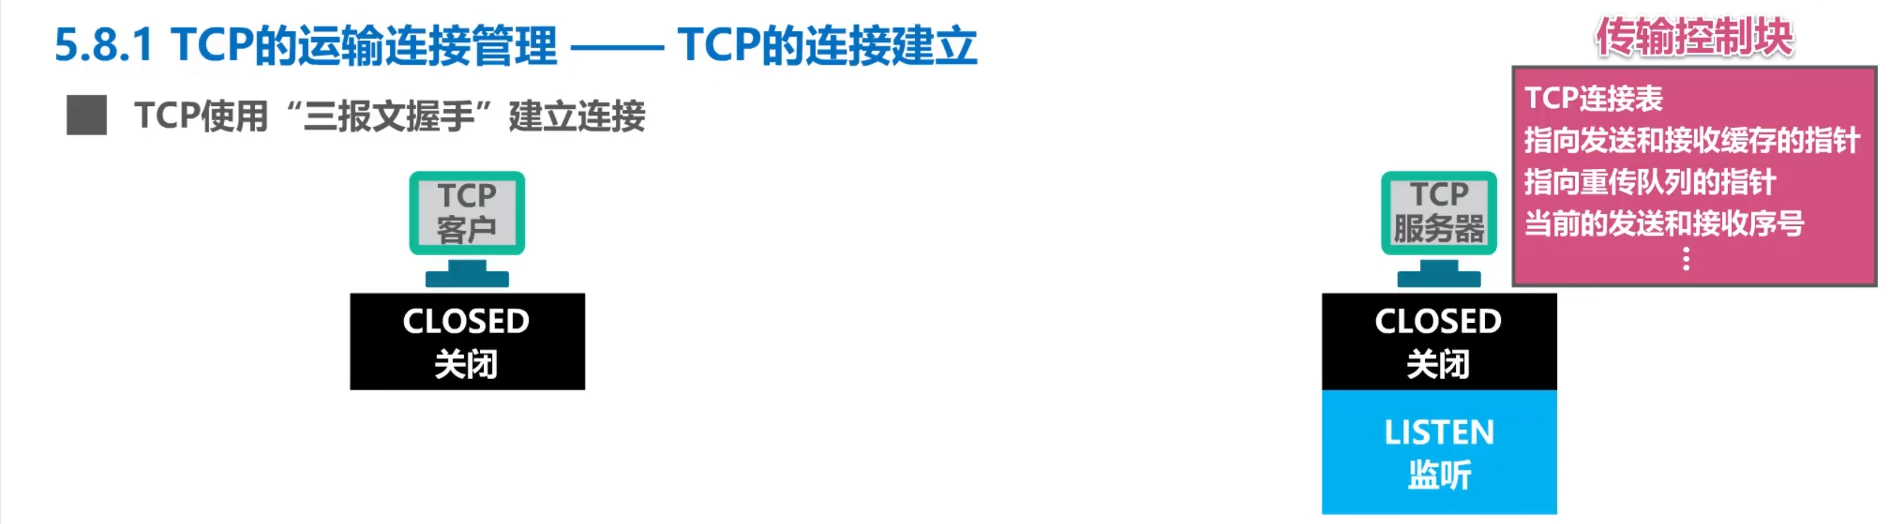 5.8.1 TCP的运输连接管理 —— TCP的连接建立
传输控制块
TCP使用“三报文握手”建立连接
TCP连接表
指向发送和接收缓存的指针
指向重传队列的指针
当前的发送和接收序号
⋮
TCP
客户
CLOSED
关闭
TCP
服务器
CLOSED
关闭
LISTEN
监听